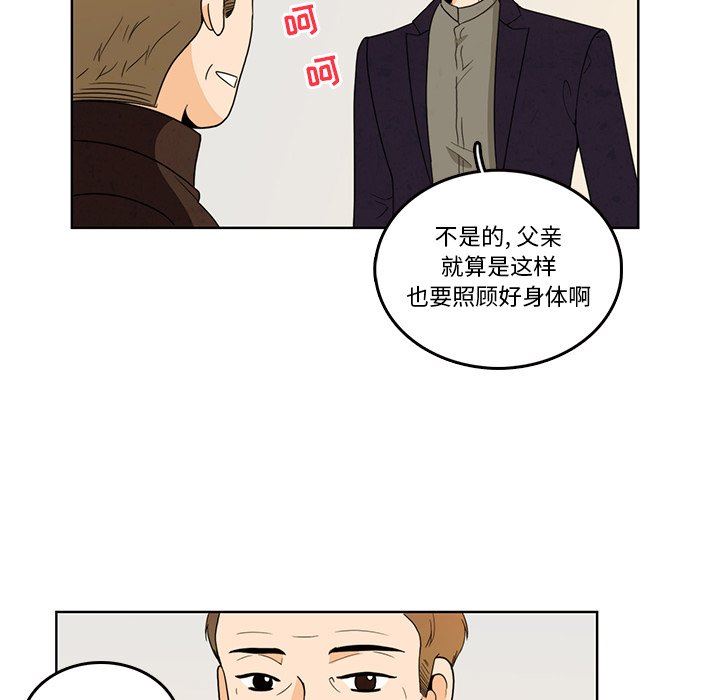 呵
呵
不是的, 父亲
就算是这样
也要照顾好身体啊